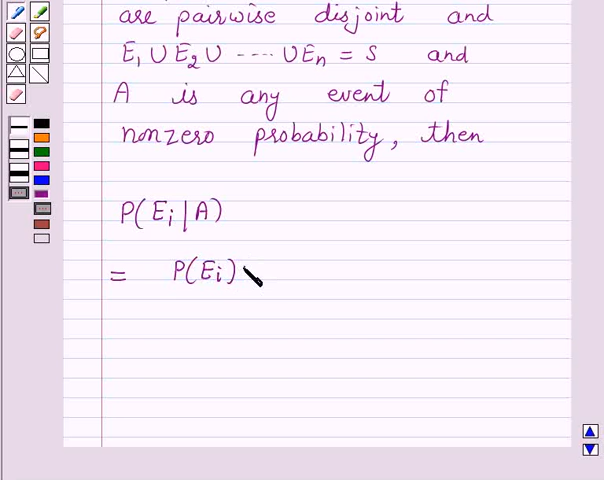 are pairwise disjoint and
E₁ ∪ E₂ ∪ ---- ∪ Eₙ = S and
A is any event of
nonzero probability, then
P(Eᵢ | A)
= P(Eᵢ)